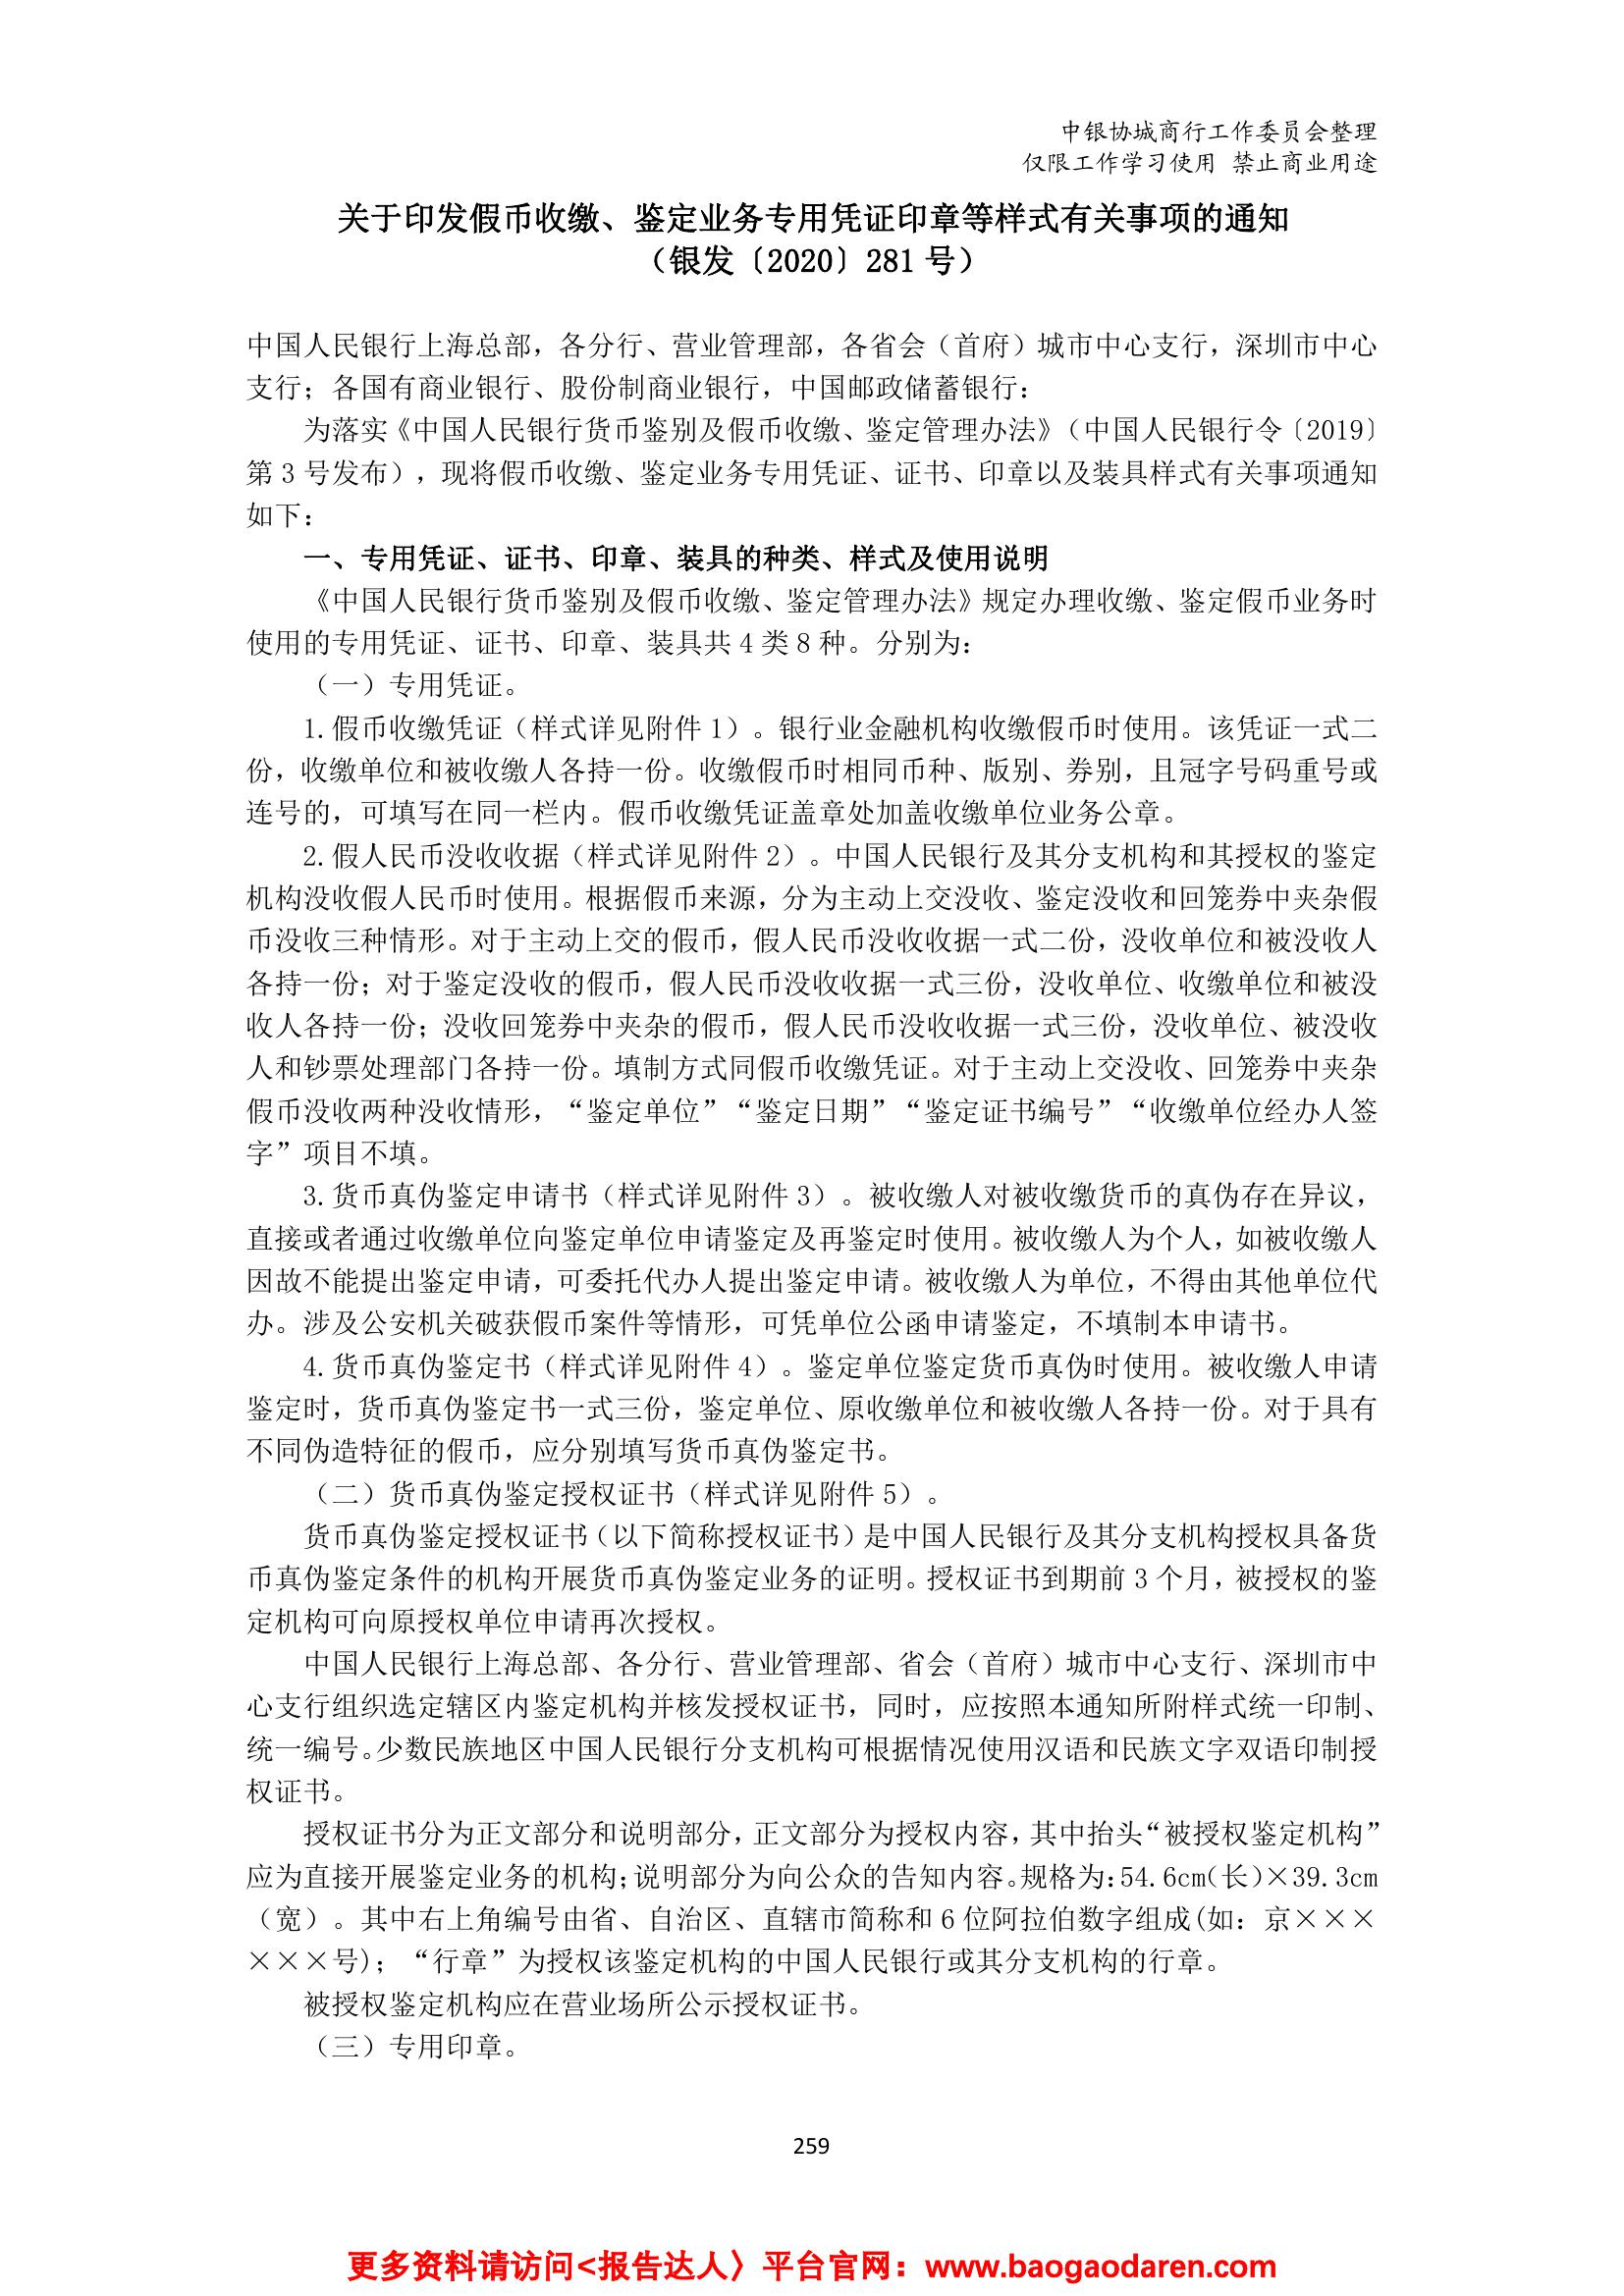 中银协城商行工作委员会整理
仅限工作学习使用 禁止商业用途
关于印发假币收缴、鉴定业务专用凭证印章等样式有关事项的通知
（银发〔2020〕281 号）
中国人民银行上海总部，各分行、营业管理部，各省会（首府）城市中心支行，深圳市中心
支行；各国有商业银行、股份制商业银行，中国邮政储蓄银行：
为落实《中国人民银行货币鉴别及假币收缴、鉴定管理办法》（中国人民银行令〔2019〕
第 3 号发布），现将假币收缴、鉴定业务专用凭证、证书、印章以及装具样式有关事项通知
如下：
一、专用凭证、证书、印章、装具的种类、样式及使用说明
《中国人民银行货币鉴别及假币收缴、鉴定管理办法》规定办理收缴、鉴定假币业务时
使用的专用凭证、证书、印章、装具共 4 类 8 种。分别为：
（一）专用凭证。
1.假币收缴凭证（样式详见附件 1）。银行业金融机构收缴假币时使用。该凭证一式二
份，收缴单位和被收缴人各持一份。收缴假币时相同币种、版别、券别，且冠字号码重号或
连号的，可填写在同一栏内。假币收缴凭证盖章处加盖收缴单位业务公章。
2.假人民币没收收据（样式详见附件 2）。中国人民银行及其分支机构和其授权的鉴定
机构没收假人民币时使用。根据假币来源，分为主动上交没收、鉴定没收和回笼券中夹杂假
币没收三种情形。对于主动上交的假币，假人民币没收收据一式二份，没收单位和被没收人
各持一份；对于鉴定没收的假币，假人民币没收收据一式三份，没收单位、收缴单位和被没
收人各持一份；没收回笼券中夹杂的假币，假人民币没收收据一式三份，没收单位、被没收
人和钞票处理部门各持一份。填制方式同假币收缴凭证。对于主动上交没收、回笼券中夹杂
假币没收两种没收情形，“鉴定单位”“鉴定日期”“鉴定证书编号”“收缴单位经办人签
字”项目不填。
3.货币真伪鉴定申请书（样式详见附件 3）。被收缴人对被收缴货币的真伪存在异议，
直接或者通过收缴单位向鉴定单位申请鉴定及再鉴定时使用。被收缴人为个人，如被收缴人
因故不能提出鉴定申请，可委托代办人提出鉴定申请。被收缴人为单位，不得由其他单位代
办。涉及公安机关破获假币案件等情形，可凭单位公函申请鉴定，不填制本申请书。
4.货币真伪鉴定书（样式详见附件 4）。鉴定单位鉴定货币真伪时使用。被收缴人申请
鉴定时，货币真伪鉴定书一式三份，鉴定单位、原收缴单位和被收缴人各持一份。对于具有
不同伪造特征的假币，应分别填写货币真伪鉴定书。
（二）货币真伪鉴定授权证书（样式详见附件 5）。
货币真伪鉴定授权证书（以下简称授权证书）是中国人民银行及其分支机构授权具备货
币真伪鉴定条件的机构开展货币真伪鉴定业务的证明。授权证书到期前 3 个月，被授权的鉴
定机构可向原授权单位申请再次授权。
中国人民银行上海总部、各分行、营业管理部、省会（首府）城市中心支行、深圳市中
心支行组织选定辖区内鉴定机构并核发授权证书，同时，应按照本通知所附样式统一印制、
统一编号。少数民族地区中国人民银行分支机构可根据情况使用汉语和民族文字双语印制授
权证书。
授权证书分为正文部分和说明部分，正文部分为授权内容，其中抬头“被授权鉴定机构”
应为直接开展鉴定业务的机构；说明部分为向公众的告知内容。规格为：54.6cm(长)×39.3cm
（宽）。其中右上角编号由省、自治区、直辖市简称和 6 位阿拉伯数字组成(如：京×××
×××号)；“行章”为授权该鉴定机构的中国人民银行或其分支机构的行章。
被授权鉴定机构应在营业场所公示授权证书。
（三）专用印章。
259
更多资料请访问<报告达人〉平台官网：www.baogaodaren.com